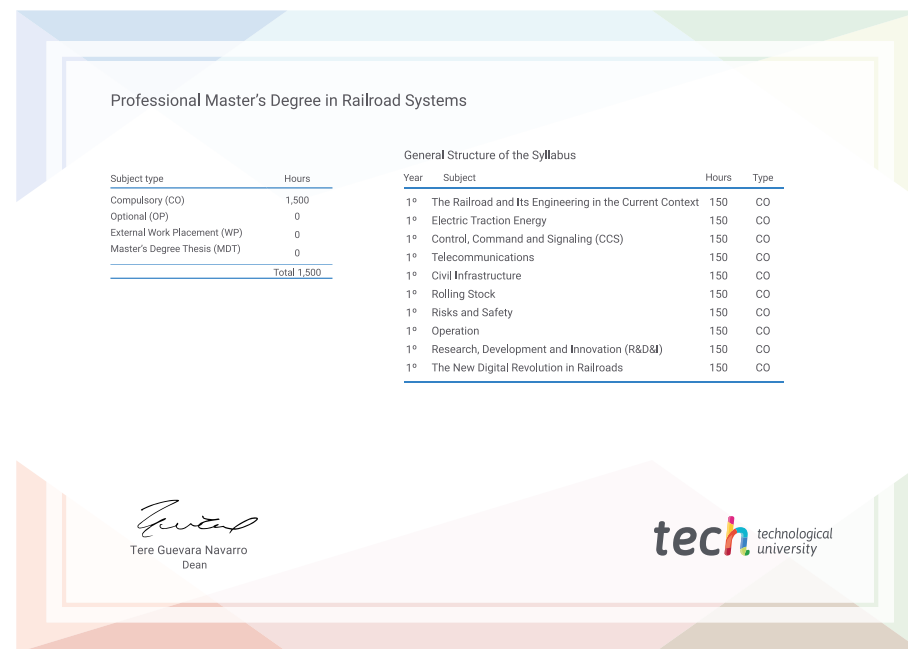 Professional Master's Degree in Railroad Systems
Subject type Hours
Compulsory (CO) 1,500
Optional (OP) 0
External Work Placement (WP) 0
Master's Degree Thesis (MDT) 0
Total 1,500
General Structure of the Syllabus
Year Subject Hours Type
1º The Railroad and Its Engineering in the Current Context 150 CO
1º Electric Traction Energy 150 CO
1º Control, Command and Signaling (CCS) 150 CO
1º Telecommunications 150 CO
1º Civil Infrastructure 150 CO
1º Rolling Stock 150 CO
1º Risks and Safety 150 CO
1º Operation 150 CO
1º Research, Development and Innovation (R&D&I) 150 CO
1º The New Digital Revolution in Railroads 150 CO
Tere Guevara Navarro
Dean
tech technological
university